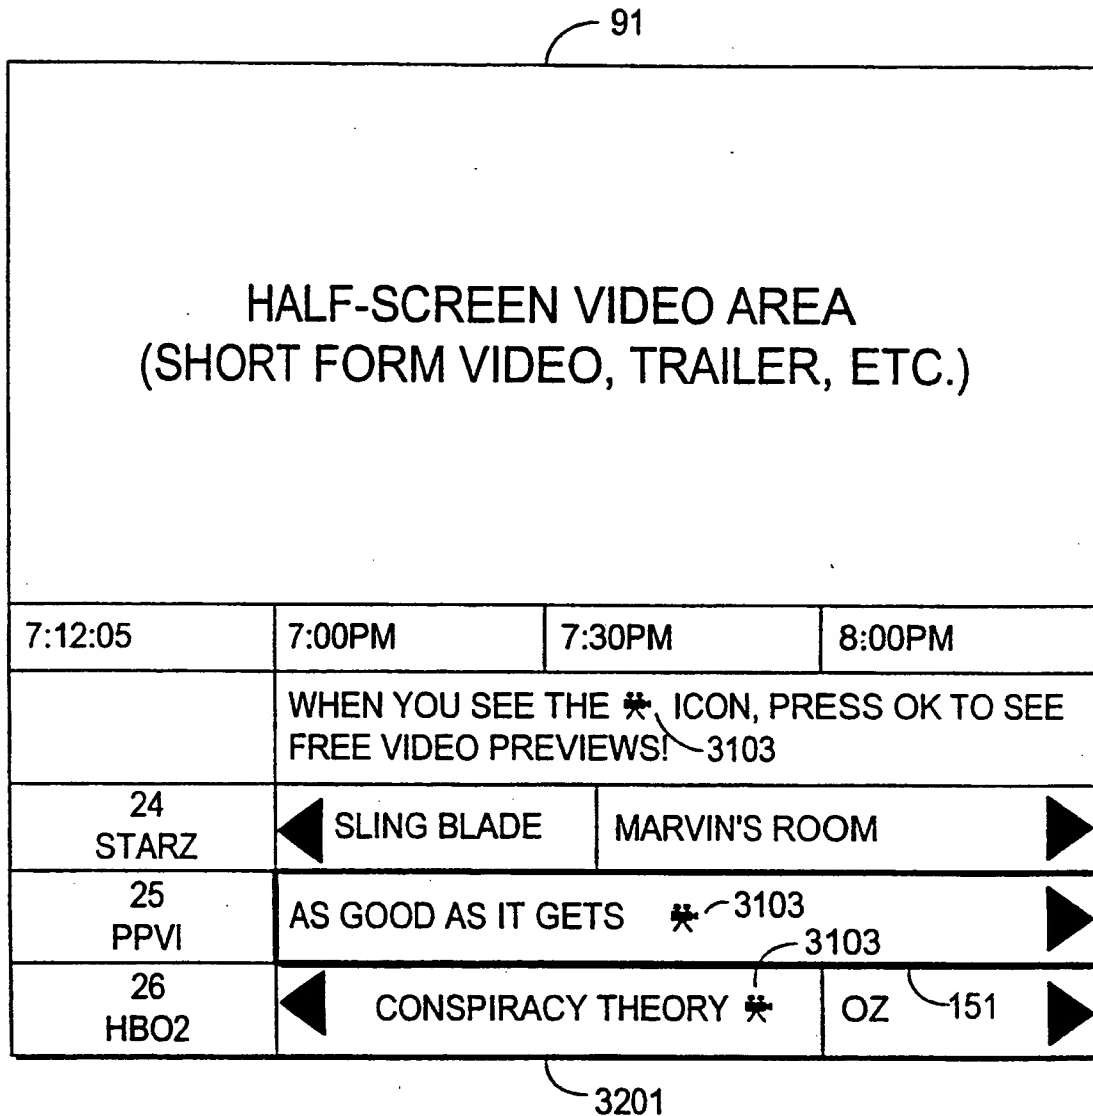 91
HALF-SCREEN VIDEO AREA
(SHORT FORM VIDEO, TRAILER, ETC.)
7:12:05 7:00PM 7:30PM 8:00PM
WHEN YOU SEE THE ICON, PRESS OK TO SEE
FREE VIDEO PREVIEWS! 3103
24
STARZ
SLING BLADE MARVIN'S ROOM
25
PPVI
AS GOOD AS IT GETS 3103
3103
26
HBO2
CONSPIRACY THEORY OZ 151
3201